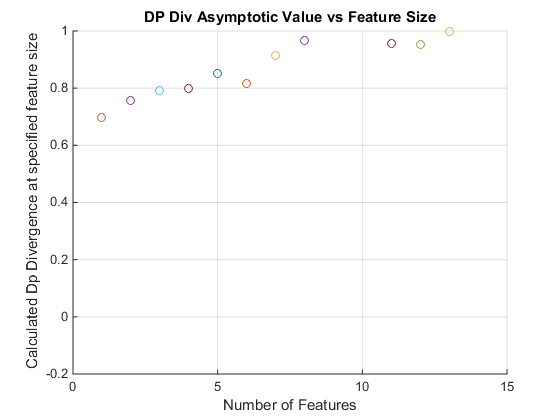 DP Div Asymptotic Value vs Feature Size
Calculated Dp Divergence at specified feature size
1
0.8
0.6
0.4
0.2
0
-0.2
0 5 10 15
Number of Features